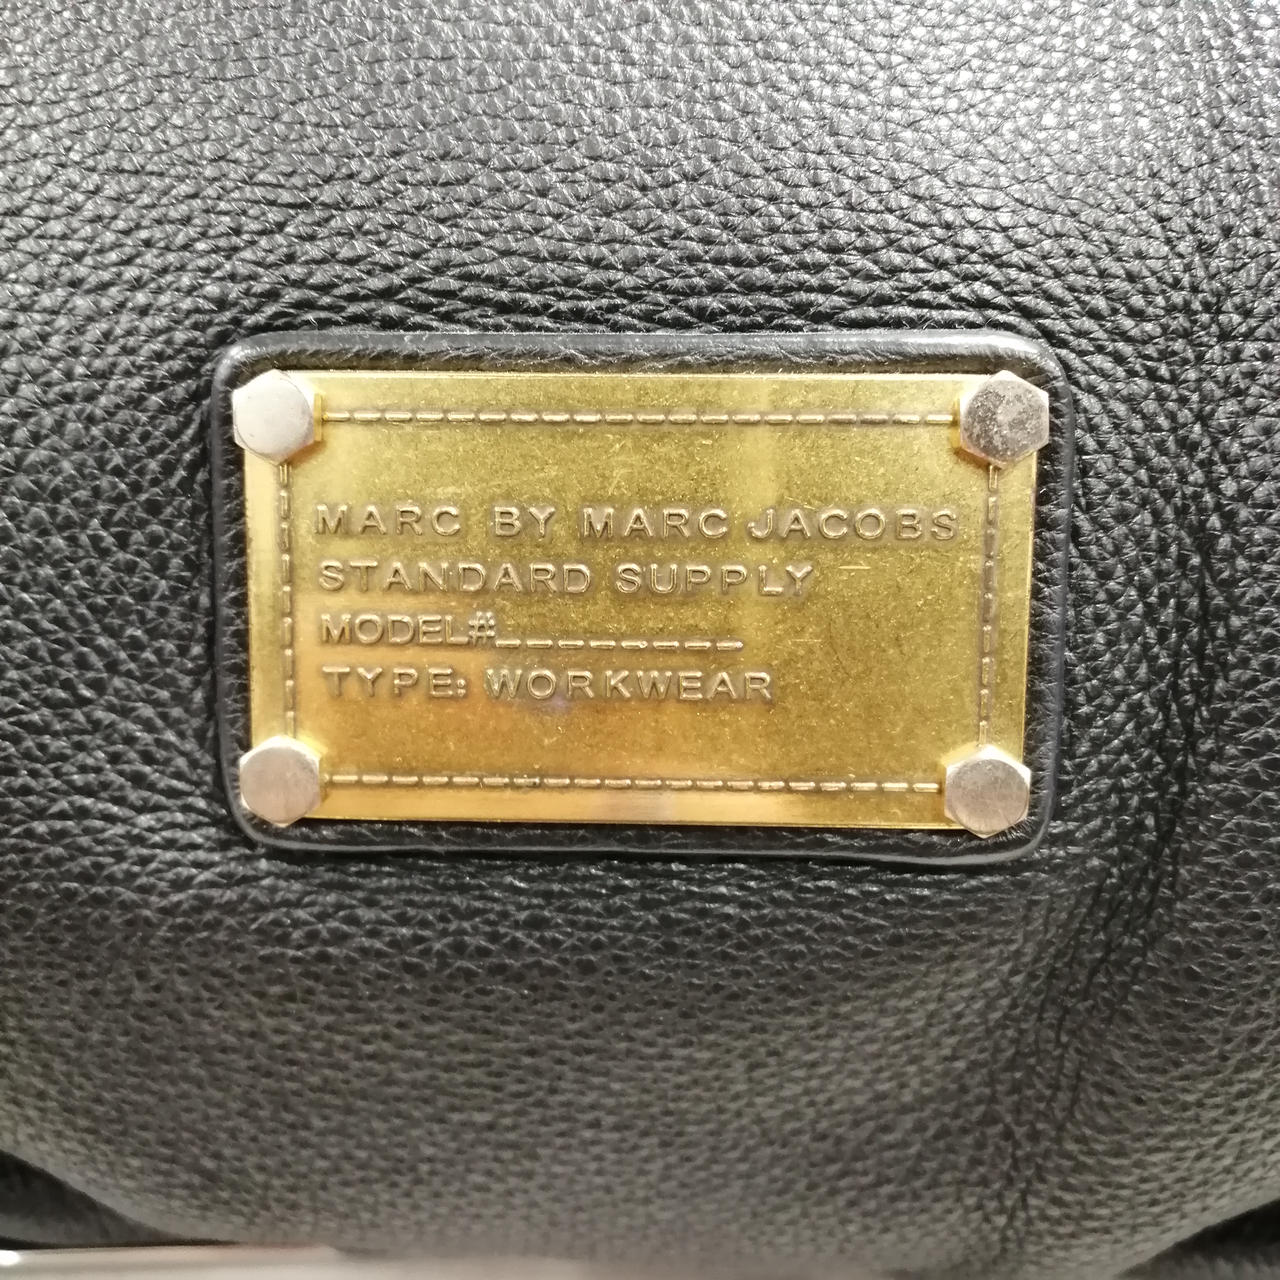 MARC BY MARC JACOBS
STANDARD SUPPLY
MODEL#_________
TYPE: WORKWEAR